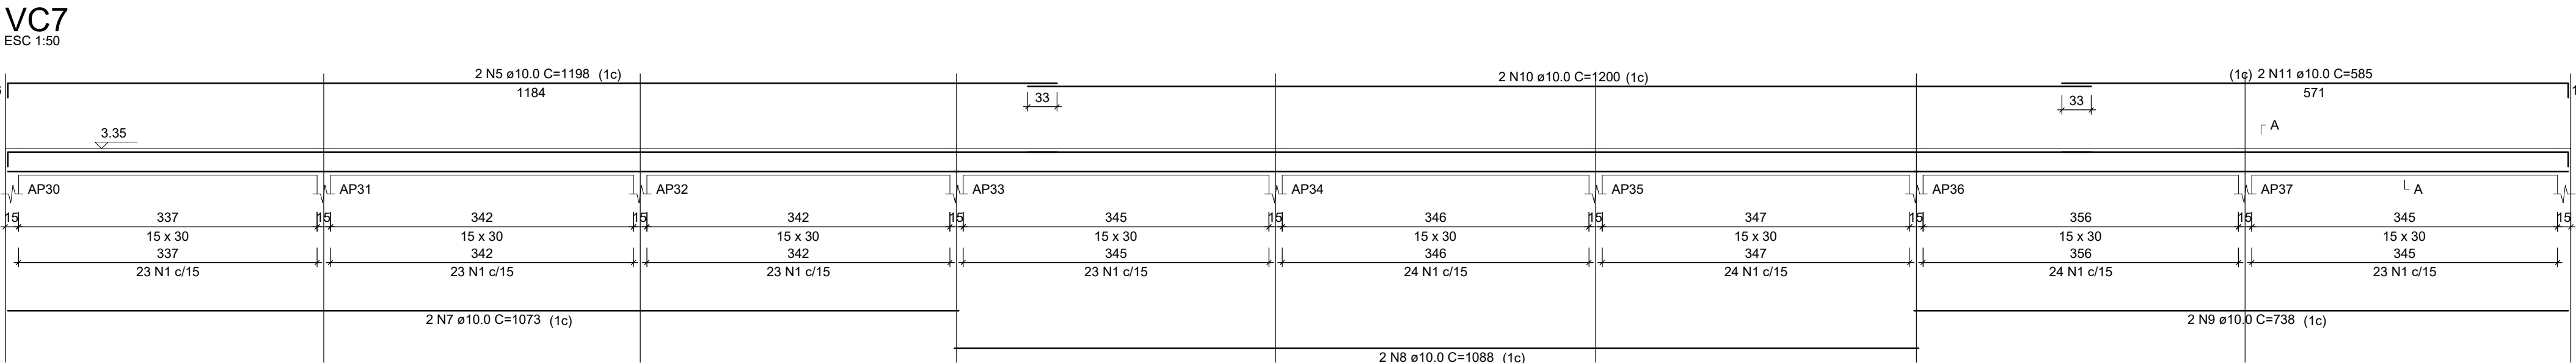 VC7
ESC 1:50
2 N5 ø10.0 C=1198 (1c)
2 N10 ø10.0 C=1200 (1c)
(1c) 2 N11 ø10.0 C=585
1184
33
33
571
A
3.35
AP30
AP31
AP32
AP33
AP34
AP35
AP36
AP37
A
15 337 15 342 15 342 15 345 15 346 15 347 15 356 15 345 15
15 x 30 15 x 30 15 x 30 15 x 30 15 x 30 15 x 30 15 x 30 15 x 30
337 342 342 345 346 347 356 345
23 N1 c/15 23 N1 c/15 23 N1 c/15 23 N1 c/15 24 N1 c/15 24 N1 c/15 24 N1 c/15 23 N1 c/15
2 N7 ø10.0 C=1073 (1c)
2 N9 ø10.0 C=738 (1c)
2 N8 ø10.0 C=1088 (1c)